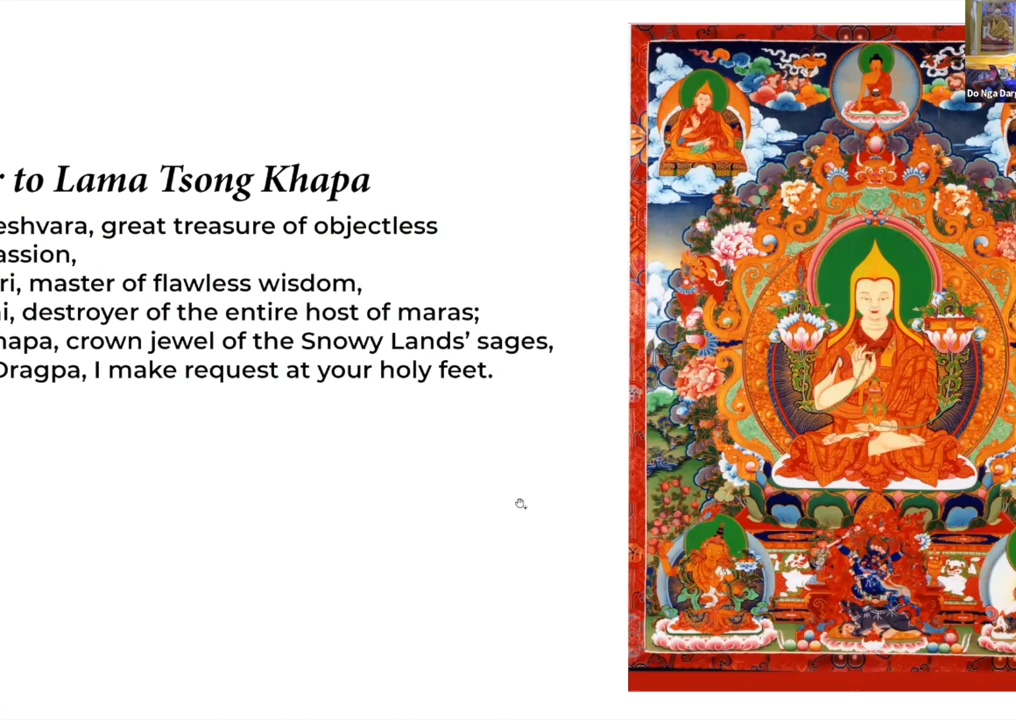 r to Lama Tsong Khapa
eshvara, great treasure of objectless
assion,
ri, master of flawless wisdom,
i, destroyer of the entire host of maras;
hapa, crown jewel of the Snowy Lands’ sages,
Dragpa, I make request at your holy feet.
Do Nga Darg